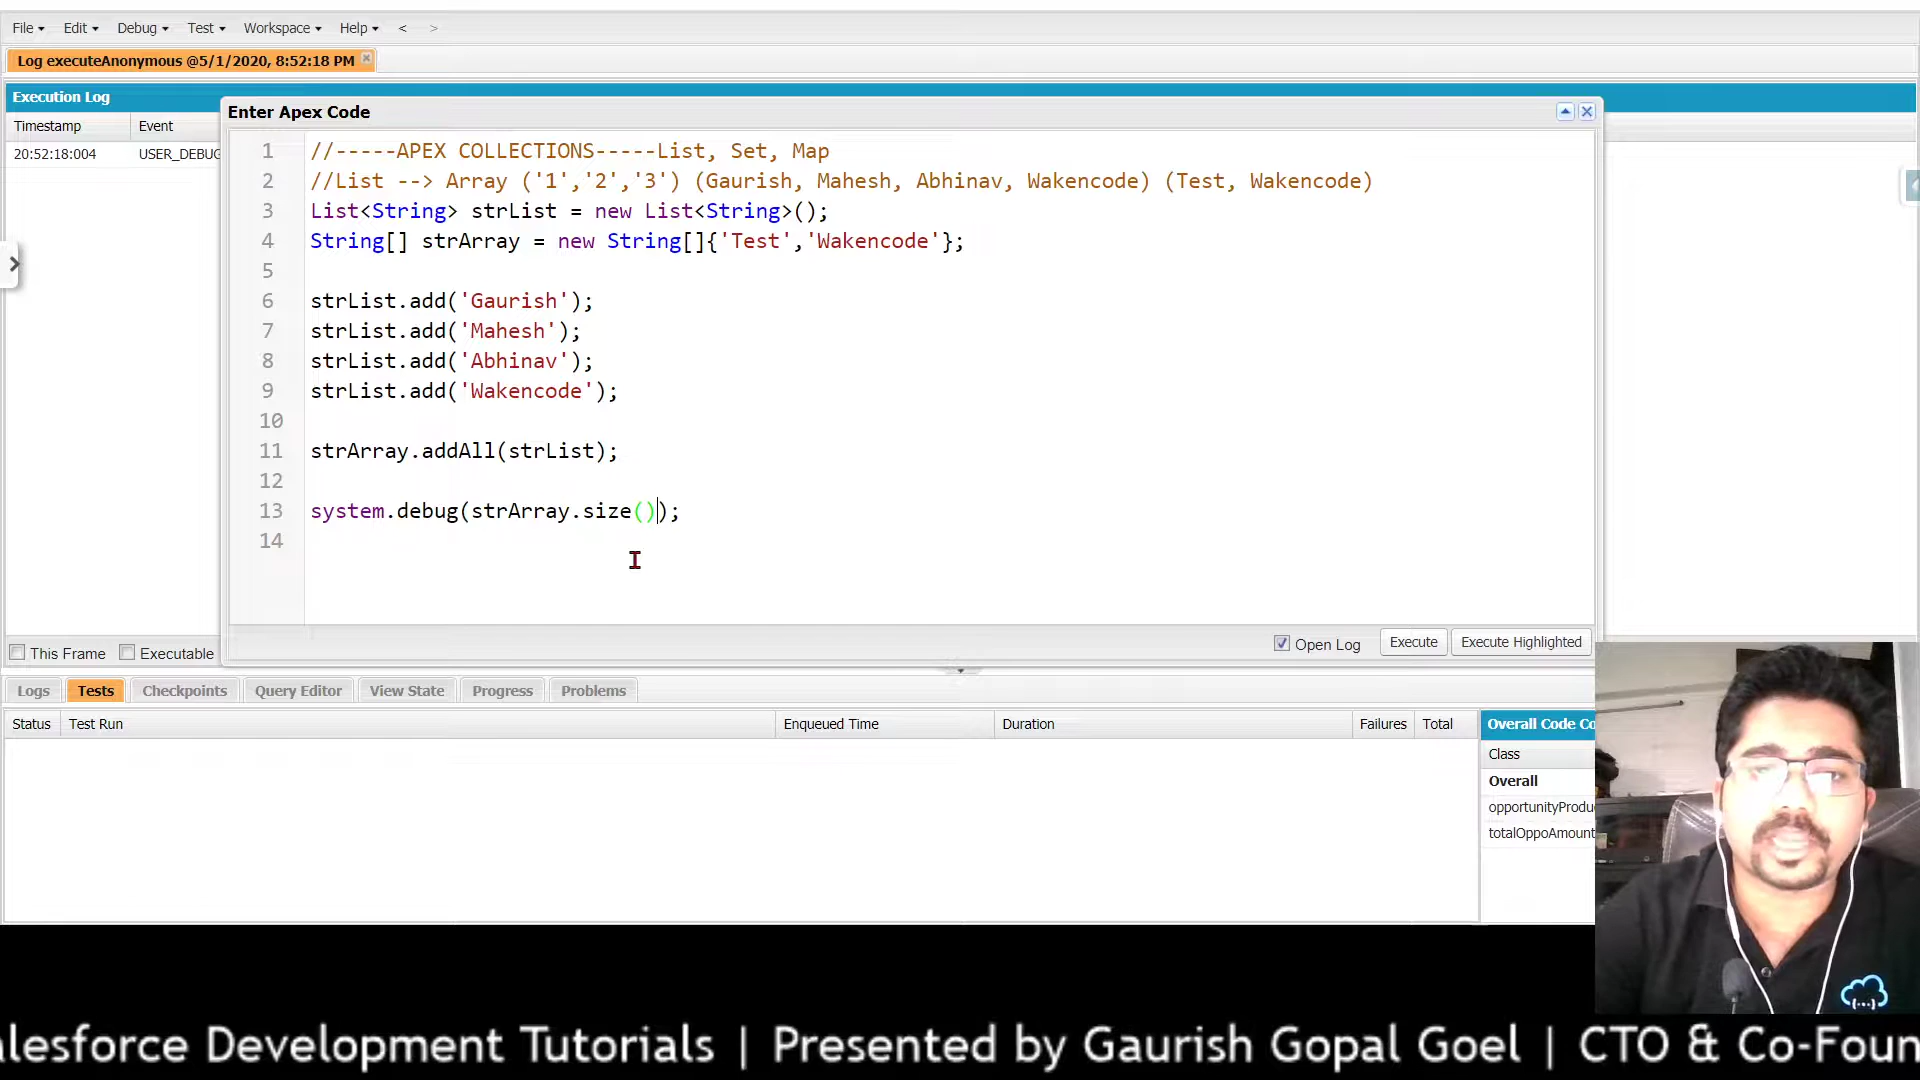 File Edit Debug Test Workspace Help < >
Log executeAnonymous @5/1/2020, 8:52:18 PM
Execution Log
Timestamp Event
20:52:18:004 USER_DEBUG
Enter Apex Code
1 //-----APEX COLLECTIONS-----List, Set, Map
2 //List --> Array ('1','2','3') (Gaurish, Mahesh, Abhinav, Wakencode) (Test, Wakencode)
3 List<String> strList = new List<String>();
4 String[] strArray = new String[]{'Test','Wakencode'};
5
6 strList.add('Gaurish');
7 strList.add('Mahesh');
8 strList.add('Abhinav');
9 strList.add('Wakencode');
10
11 strArray.addAll(strList);
12
13 system.debug(strArray.size());
14
Open Log Execute Execute Highlighted
This Frame Executable
Logs Tests Checkpoints Query Editor View State Progress Problems
Status Test Run Enqueued Time Duration Failures Total
Overall Code Co
Class
Overall
opportunityProdu
totalOppoAmount
{...}
alesforce Development Tutorials | Presented by Gaurish Gopal Goel | CTO & Co-Foun